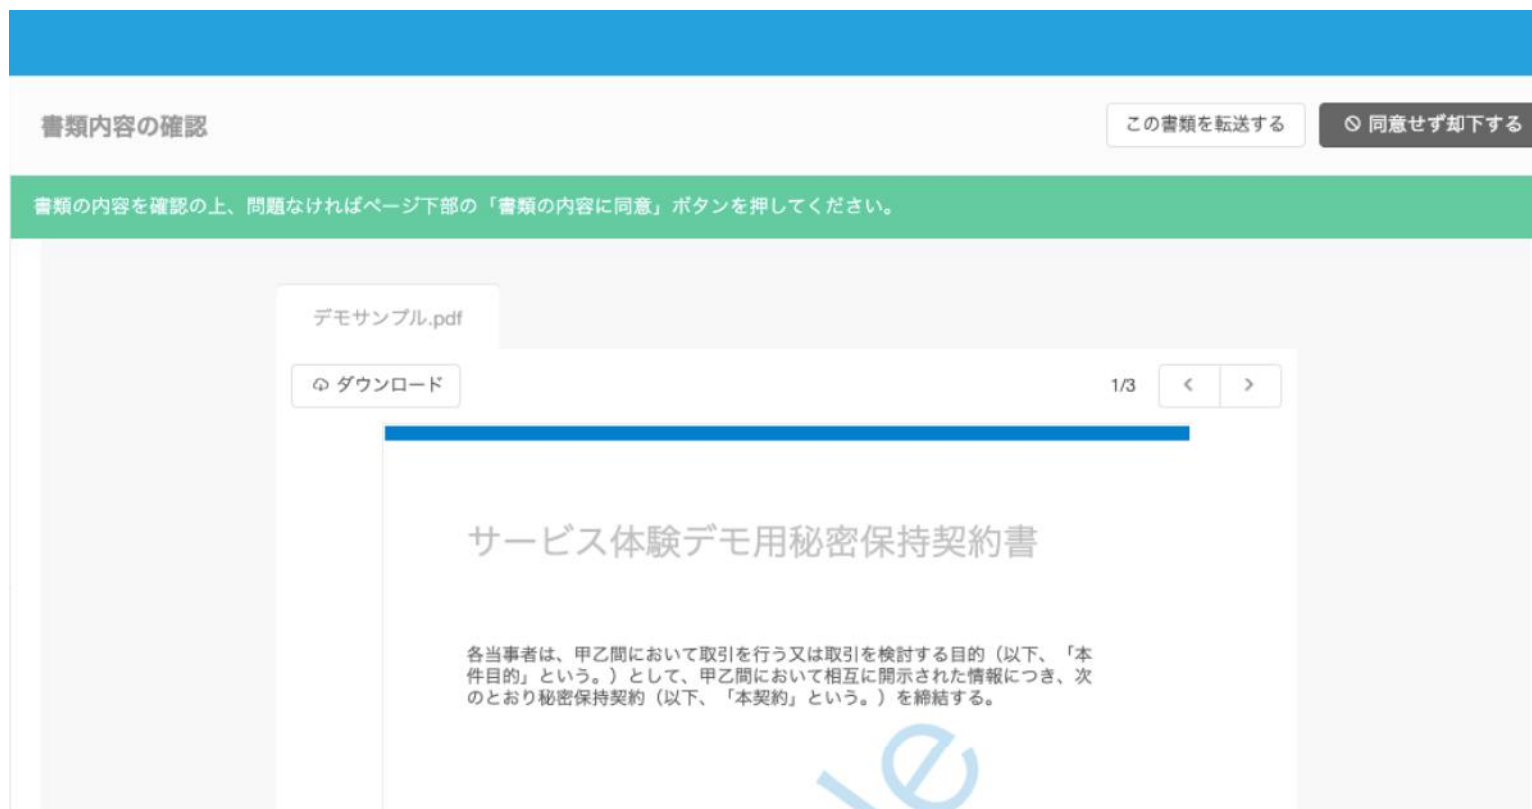 書類内容の確認
この書類を転送する
同意せず却下する
書類の内容を確認の上、問題なければページ下部の「書類の内容に同意」ボタンを押してください。
デモサンプル.pdf
ダウンロード
1/3
サービス体験デモ用秘密保持契約書
各当事者は、甲乙間において取引を行う又は取引を検討する目的（以下、「本
件目的」という。）として、甲乙間において相互に開示された情報につき、次
のとおり秘密保持契約（以下、「本契約」という。）を締結する。